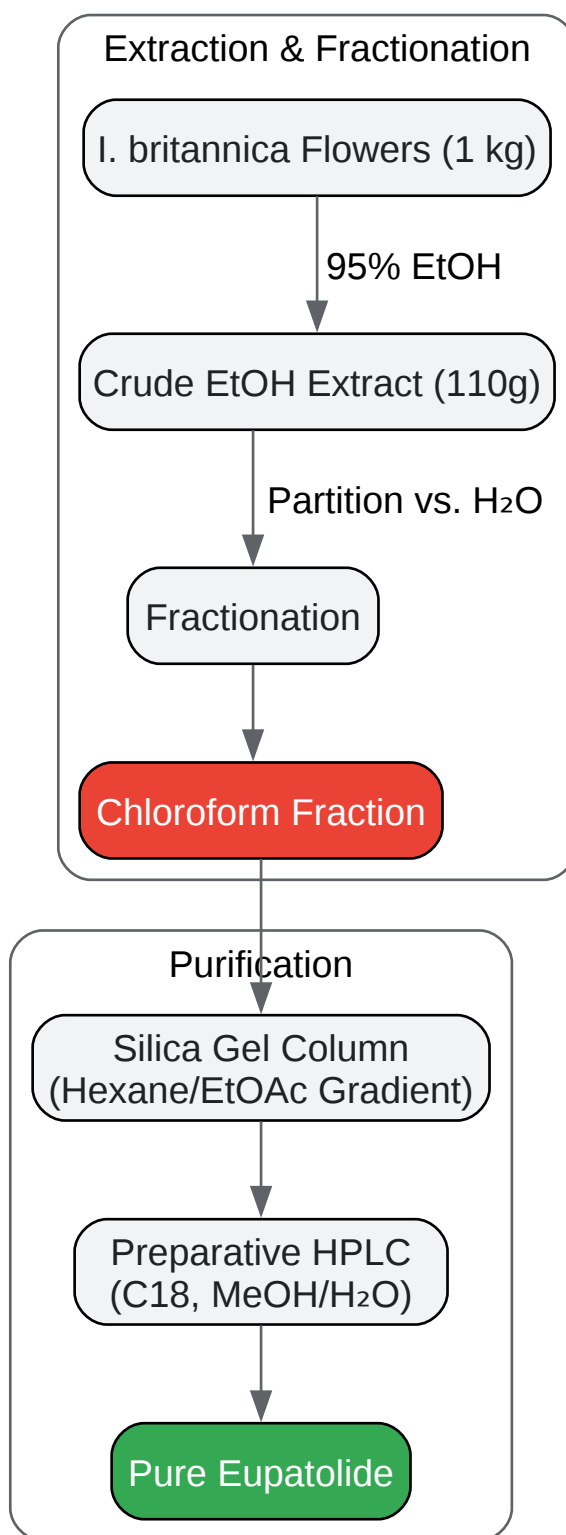 Extraction & Fractionation
I. britannica Flowers (1 kg)
95% EtOH
Crude EtOH Extract (110g)
Partition vs. H₂O
Fractionation
Chloroform Fraction
Purification
Silica Gel Column
(Hexane/EtOAc Gradient)
Preparative HPLC
(C18, MeOH/H₂O)
Pure Eupatolide